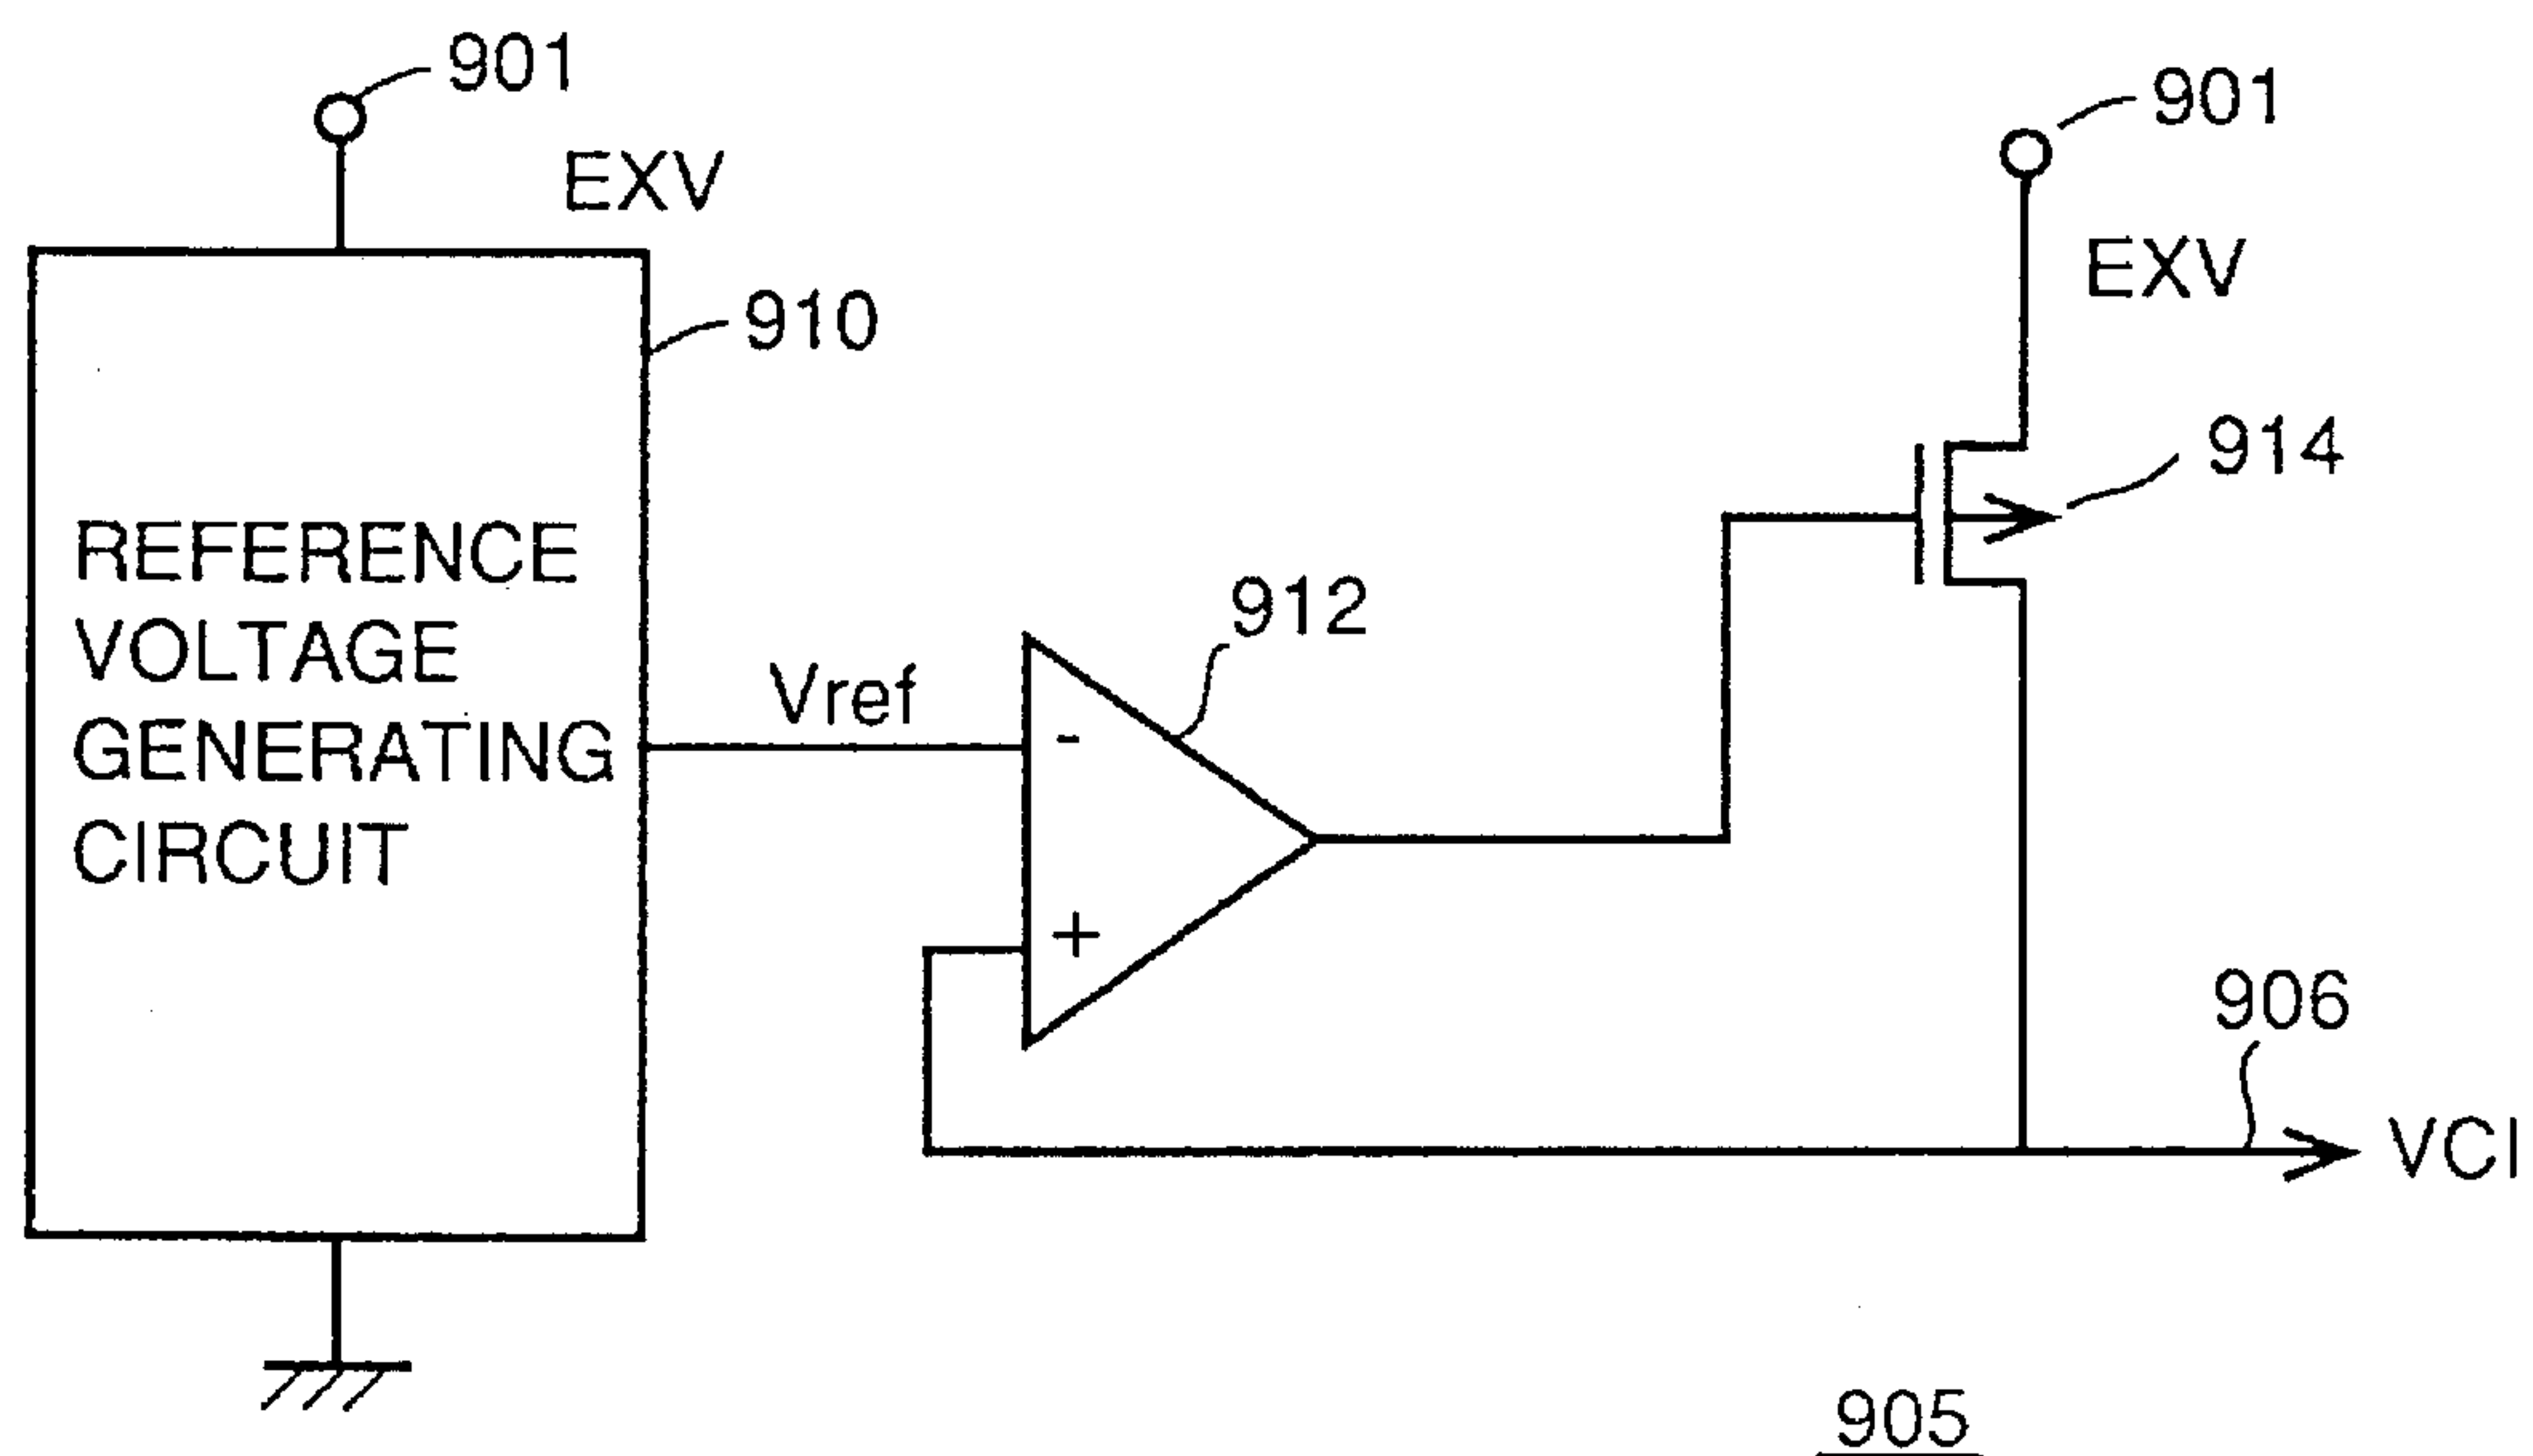 901
EXV
910
REFERENCE
VOLTAGE
GENERATING
CIRCUIT
Vref
912
-
+
901
EXV
914
906
VCI
905